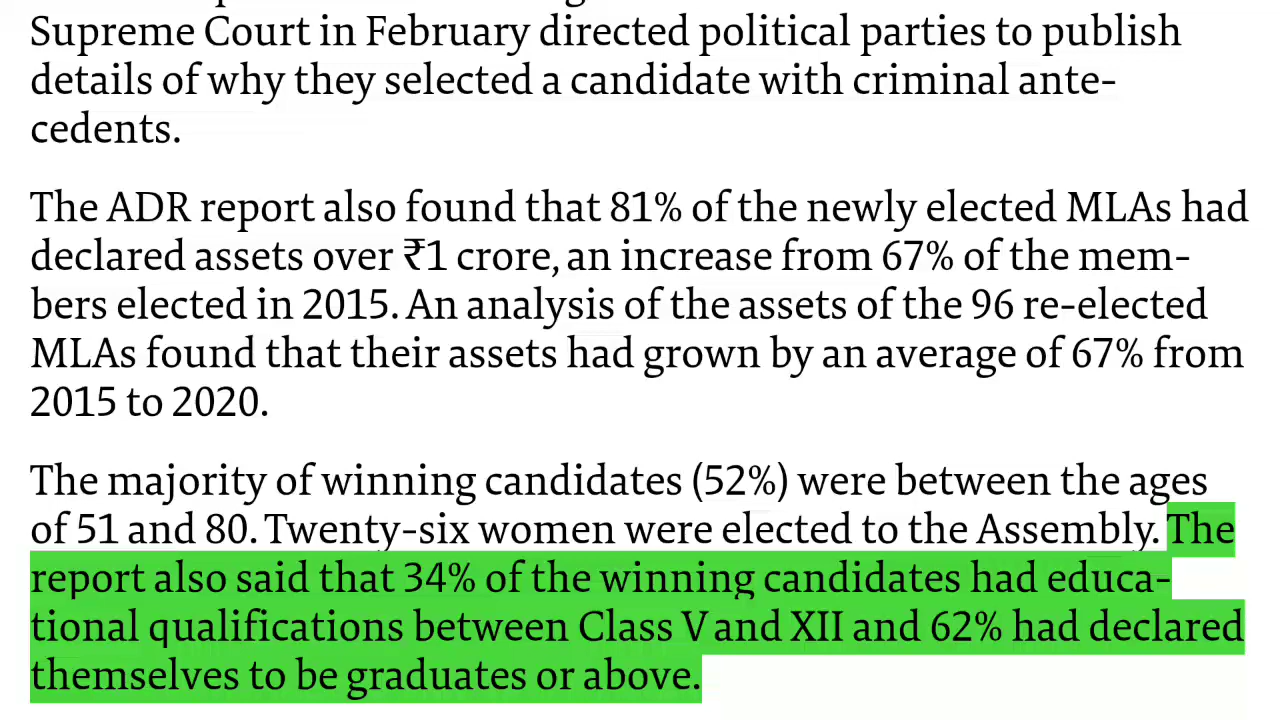 Supreme Court in February directed political parties to publish
details of why they selected a candidate with criminal ante-
cedents.
The ADR report also found that 81% of the newly elected MLAs had
declared assets over ₹1 crore, an increase from 67% of the mem-
bers elected in 2015. An analysis of the assets of the 96 re-elected
MLAs found that their assets had grown by an average of 67% from
2015 to 2020.
The majority of winning candidates (52%) were between the ages
of 51 and 80. Twenty-six women were elected to the Assembly. The
report also said that 34% of the winning candidates had educa-
tional qualifications between Class V and XII and 62% had declared
themselves to be graduates or above.